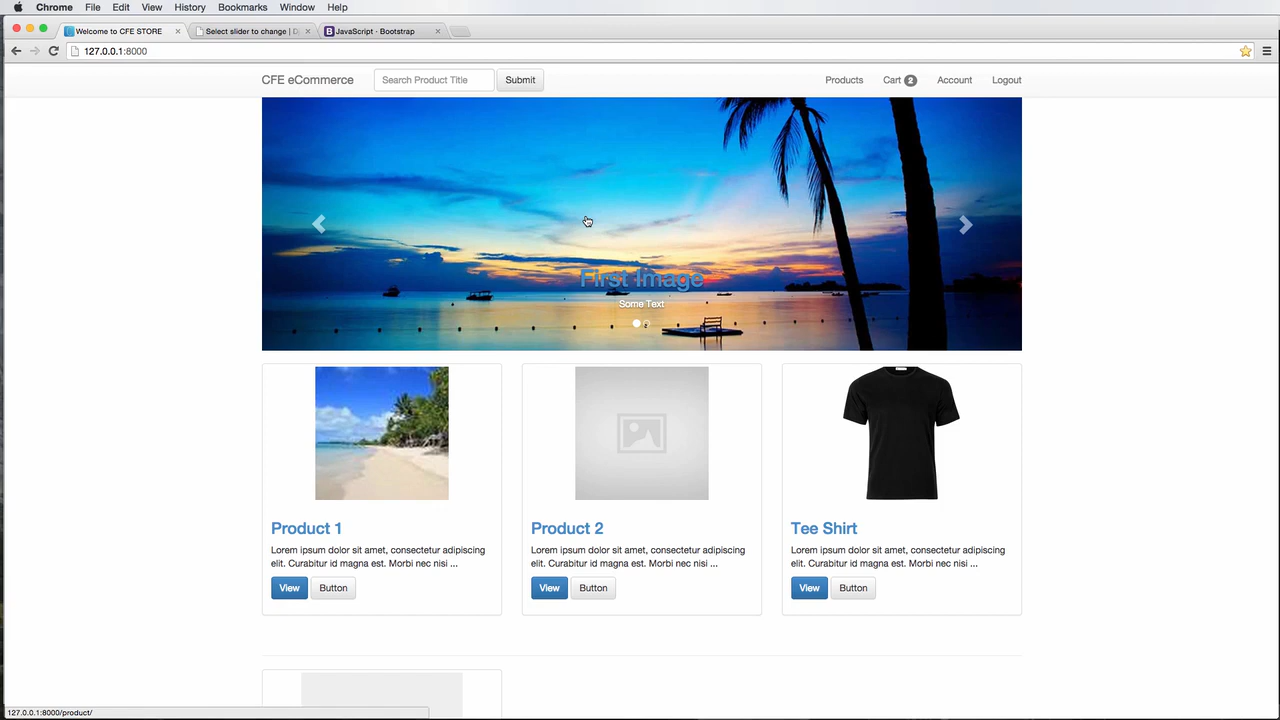 Chrome File Edit View History Bookmarks Window Help
Welcome to CFE STORE
Select slider to change | D
JavaScript - Bootstrap
127.0.0.1:8000
CFE eCommerce
Search Product Title
Submit
Products
Cart 2
Account
Logout
First Image
Some Text
Product 1
Lorem ipsum dolor sit amet, consectetur adipiscing
elit. Curabitur id magna est. Morbi nec nisi ...
View
Button
Product 2
Lorem ipsum dolor sit amet, consectetur adipiscing
elit. Curabitur id magna est. Morbi nec nisi ...
View
Button
Tee Shirt
Lorem ipsum dolor sit amet, consectetur adipiscing
elit. Curabitur id magna est. Morbi nec nisi ...
View
Button
127.0.0.1:8000/product/